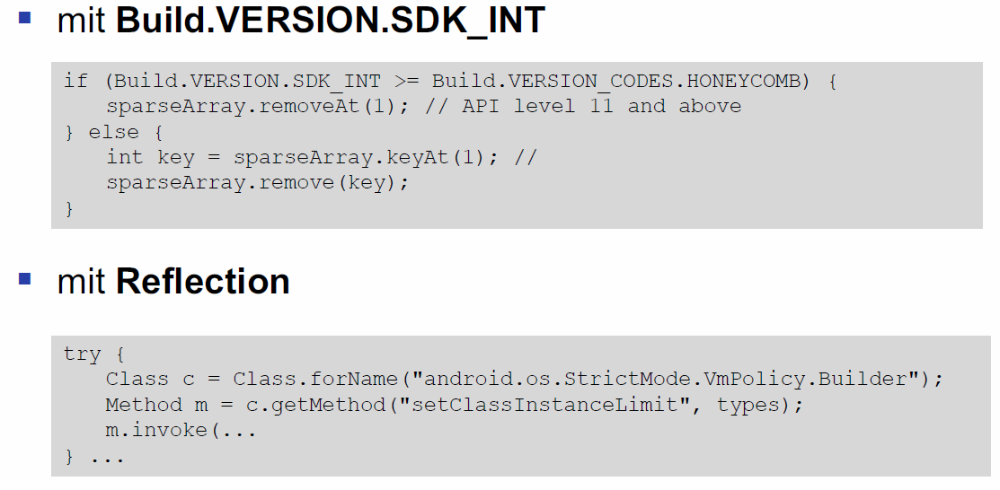 mit Build.VERSION.SDK_INT
if (Build.VERSION.SDK_INT >= Build.VERSION_CODES.HONEYCOMB) {
sparseArray.removeAt(1); // API level 11 and above
} else {
int key = sparseArray.keyAt(1); //
sparseArray.remove(key);
}
mit Reflection
try {
Class c = Class.forName("android.os.StrictMode.VmPolicy.Builder");
Method m = c.getMethod("setClassInstanceLimit", types);
m.invoke(...
} ...